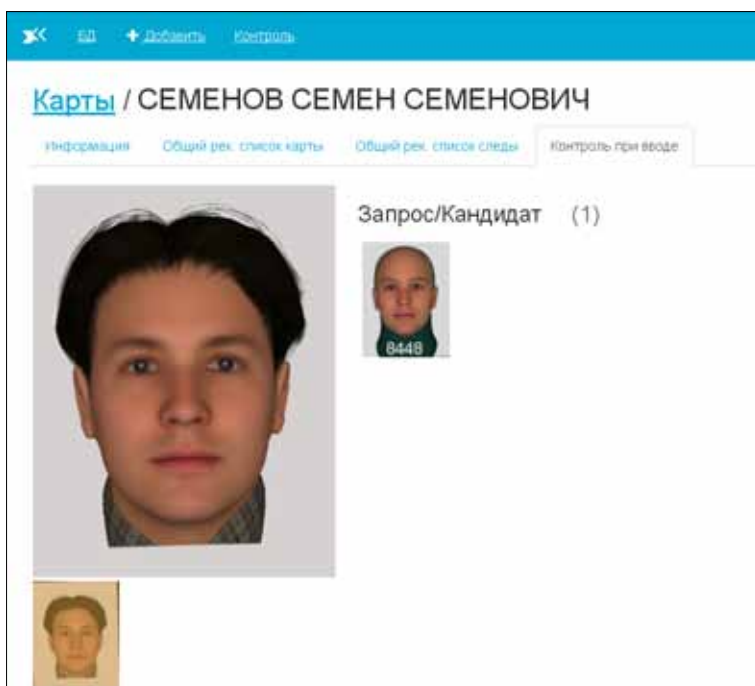 БД + Добавить Контроль
Карты / СЕМЕНОВ СЕМЕН СЕМЕНОВИЧ
Информация Общий рек. список карты Общий рек. список следы Контроль при вводе
Запрос/Кандидат (1)
8448